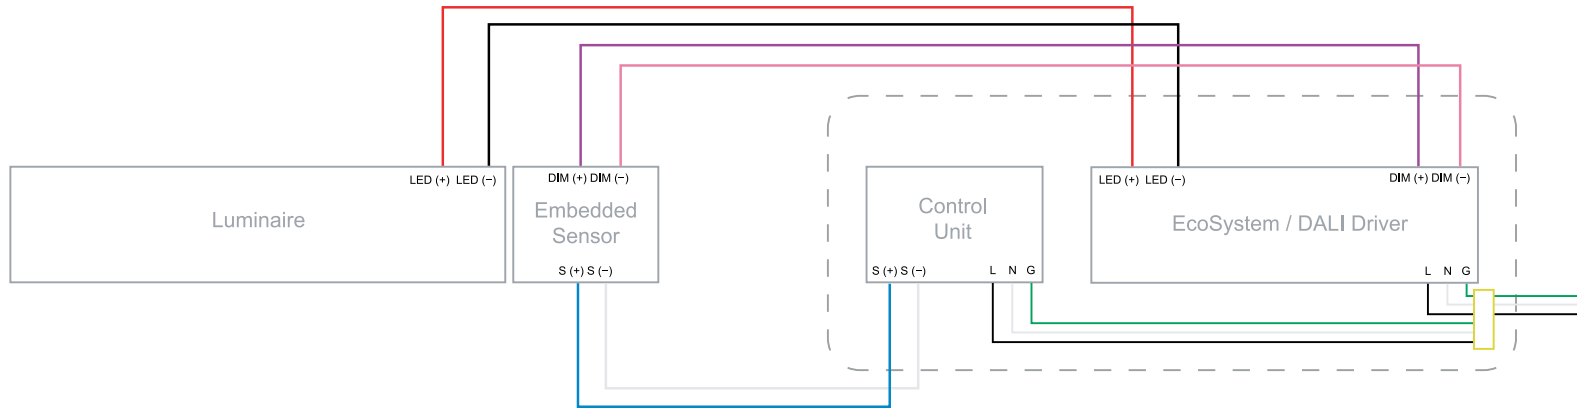 LED (+) LED (−)
Luminaire
DIM (+) DIM (−)
Embedded
Sensor
S (+) S (−)
Control
Unit
S (+) S (−)
L N G
LED (+) LED (−)
DIM (+) DIM (−)
EcoSystem / DALI Driver
L N G